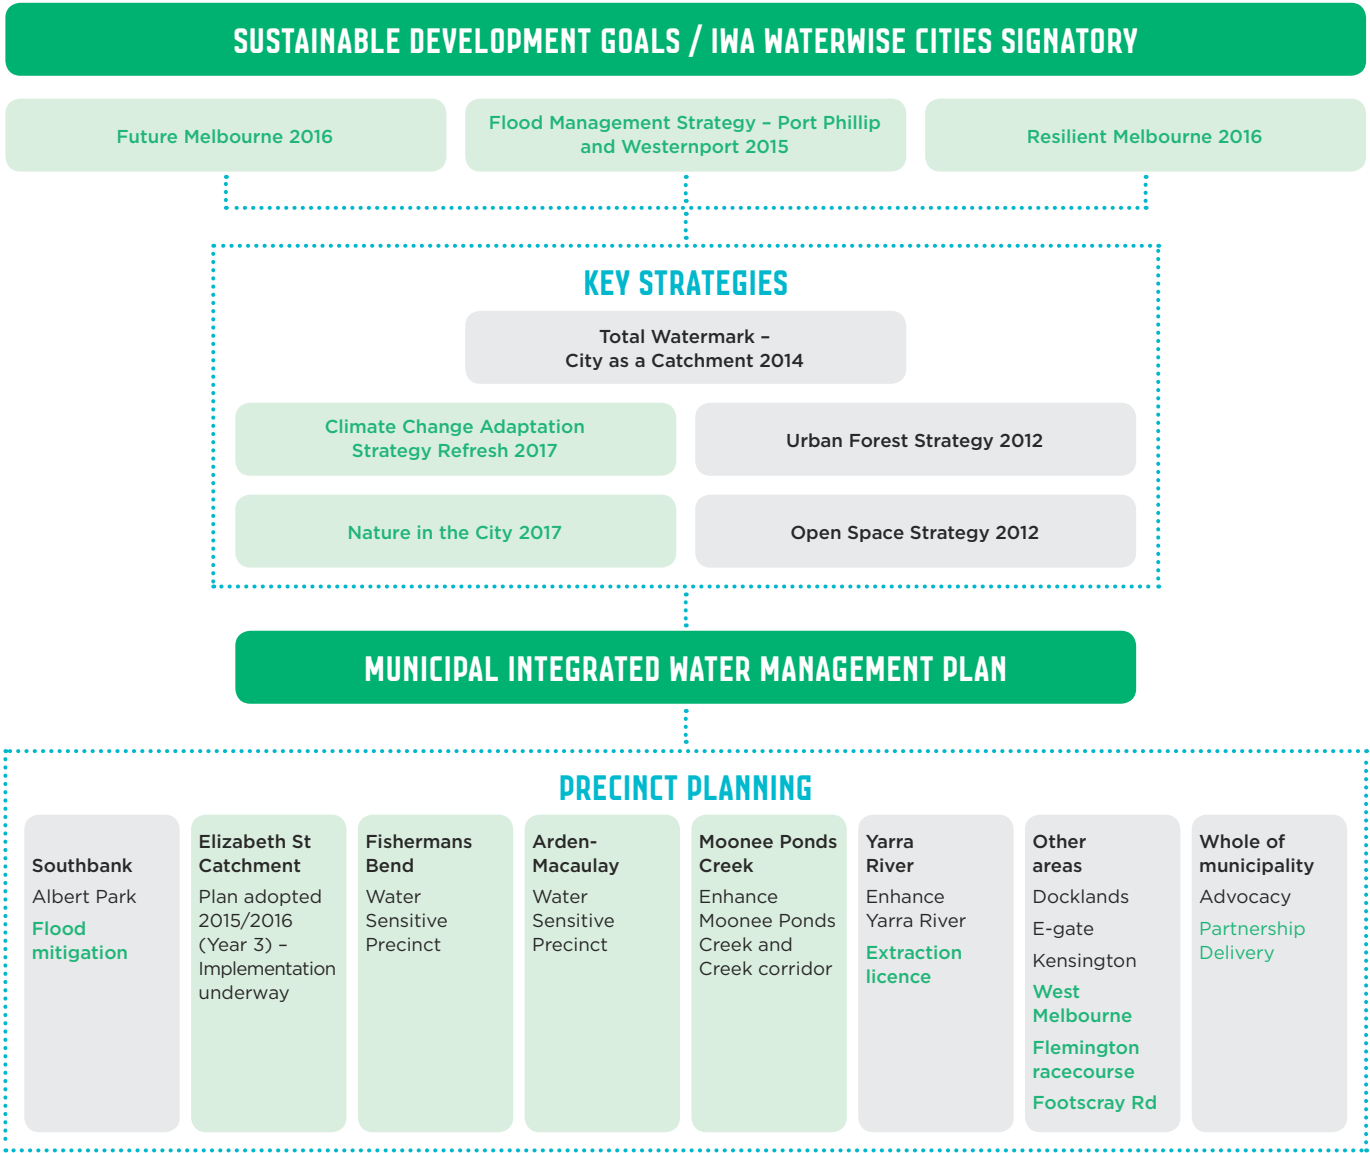 SUSTAINABLE DEVELOPMENT GOALS / IWA WATERWISE CITIES SIGNATORY
Future Melbourne 2016
Flood Management Strategy – Port Phillip
and Westernport 2015
Resilient Melbourne 2016
KEY STRATEGIES
Total Watermark –
City as a Catchment 2014
Climate Change Adaptation
Strategy Refresh 2017
Urban Forest Strategy 2012
Nature in the City 2017
Open Space Strategy 2012
MUNICIPAL INTEGRATED WATER MANAGEMENT PLAN
PRECINCT PLANNING
Southbank
Albert Park
Flood
mitigation
Elizabeth St
Catchment
Plan adopted
2015/2016
(Year 3) –
Implementation
underway
Fishermans
Bend
Water
Sensitive
Precinct
Arden-
Macaulay
Water
Sensitive
Precinct
Moonee Ponds
Creek
Enhance
Moonee Ponds
Creek and
Creek corridor
Yarra
River
Enhance
Yarra River
Extraction
licence
Other
areas
Docklands
E-gate
Kensington
West
Melbourne
Flemington
racecourse
Footscray Rd
Whole of
municipality
Advocacy
Partnership
Delivery